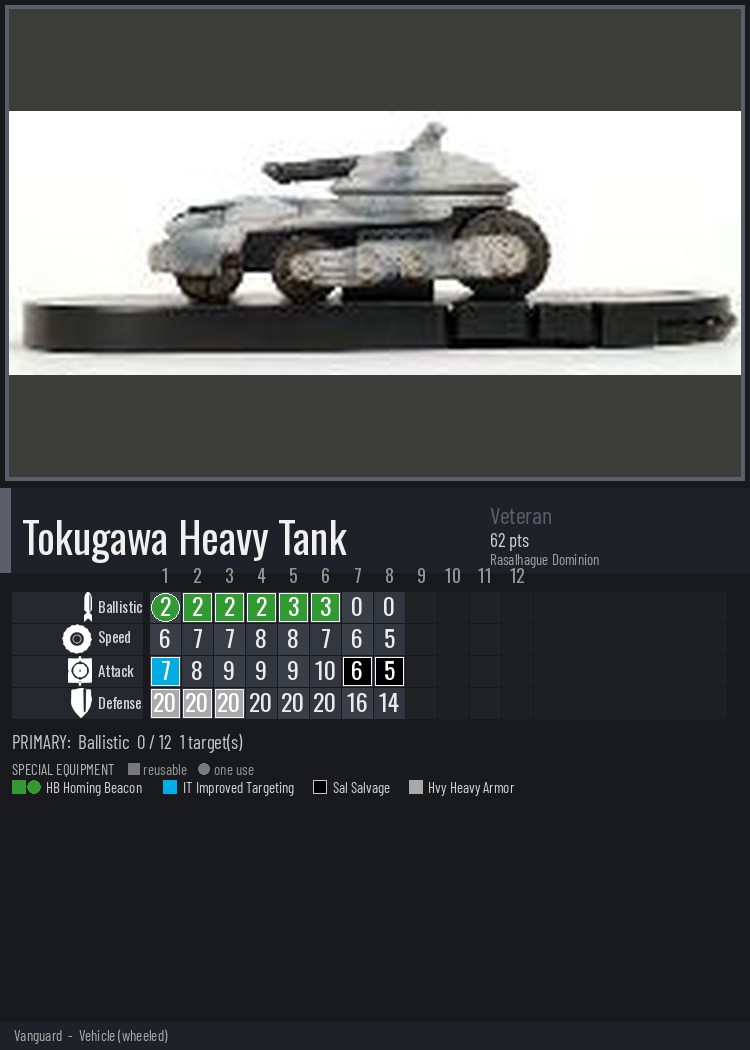 Tokugawa Heavy Tank
Veteran
62 pts
Rasalhague Dominion
1 2 3 4 5 6 7 8 9 10 11 12
Ballistic 2 2 2 2 3 3 0 0
Speed 6 7 7 8 8 7 6 5
Attack 7 8 9 9 9 10 6 5
Defense 20 20 20 20 20 20 16 14
PRIMARY: Ballistic 0 / 12 1 target(s)
SPECIAL EQUIPMENT reusable one use
HB Homing Beacon IT Improved Targeting Sal Salvage Hvy Heavy Armor
Vanguard - Vehicle (wheeled)